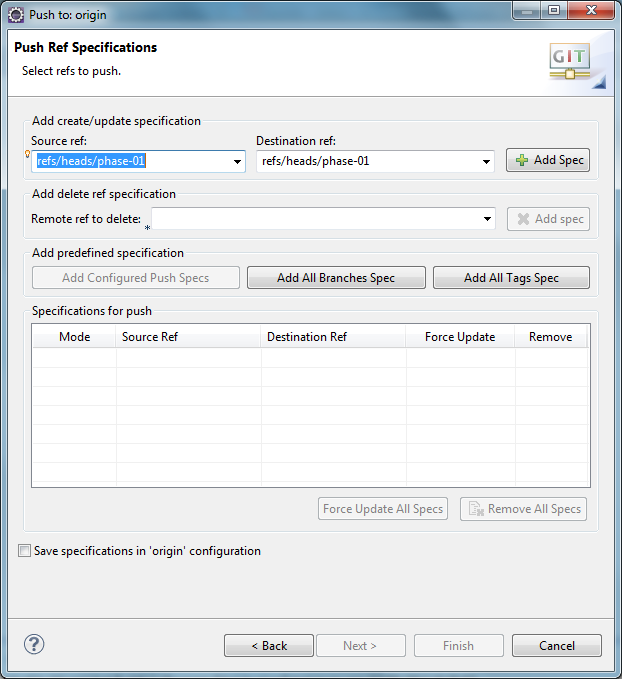 Push to: origin
Push Ref Specifications
Select refs to push.
GIT
Add create/update specification
Source ref:
Destination ref:
refs/heads/phase-01
refs/heads/phase-01
Add Spec
Add delete ref specification
Remote ref to delete:
*
Add spec
Add predefined specification
Add Configured Push Specs
Add All Branches Spec
Add All Tags Spec
Specifications for push
Mode
Source Ref
Destination Ref
Force Update
Remove
Force Update All Specs
Remove All Specs
Save specifications in 'origin' configuration
?
< Back
Next >
Finish
Cancel